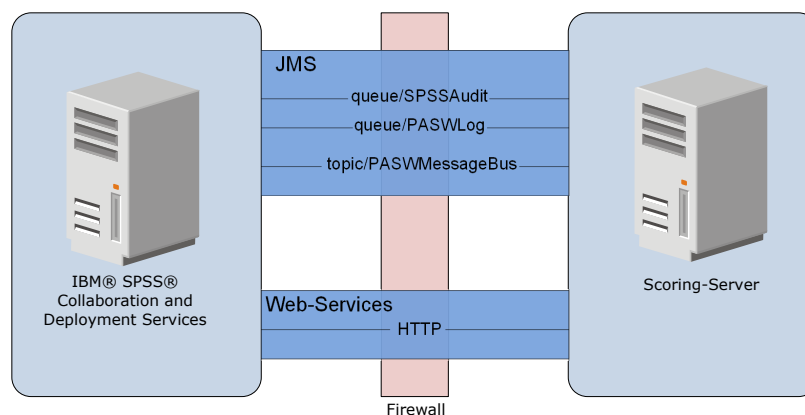 JMS
queue/SPSSAudit
queue/PASWLog
topic/PASWMessageBus
IBM® SPSS®
Collaboration and
Deployment Services
Scoring-Server
Web-Services
HTTP
Firewall